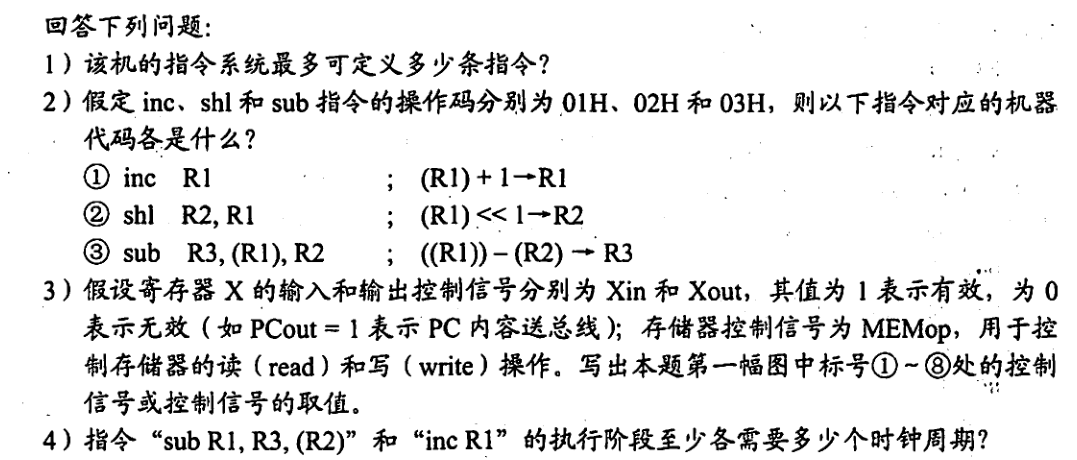 回答下列问题:
1）该机的指令系统最多可定义多少条指令?
2）假定 inc、shl 和 sub 指令的操作码分别为 01H、02H 和 03H，则以下指令对应的机器
代码各是什么?
① inc R1 ; (R1) + 1→R1
② shl R2, R1 ; (R1) << 1→R2
③ sub R3, (R1), R2 ; ((R1)) – (R2) → R3
3）假设寄存器 X 的输入和输出控制信号分别为 Xin 和 Xout，其值为 1 表示有效，为 0
表示无效（如 PCout = 1 表示 PC 内容送总线）；存储器控制信号为 MEMop，用于控
制存储器的读（read）和写（write）操作。写出本题第一幅图中标号①~⑧处的控制
信号或控制信号的取值。
4）指令“sub R1, R3, (R2)”和“inc R1”的执行阶段至少各需要多少个时钟周期?